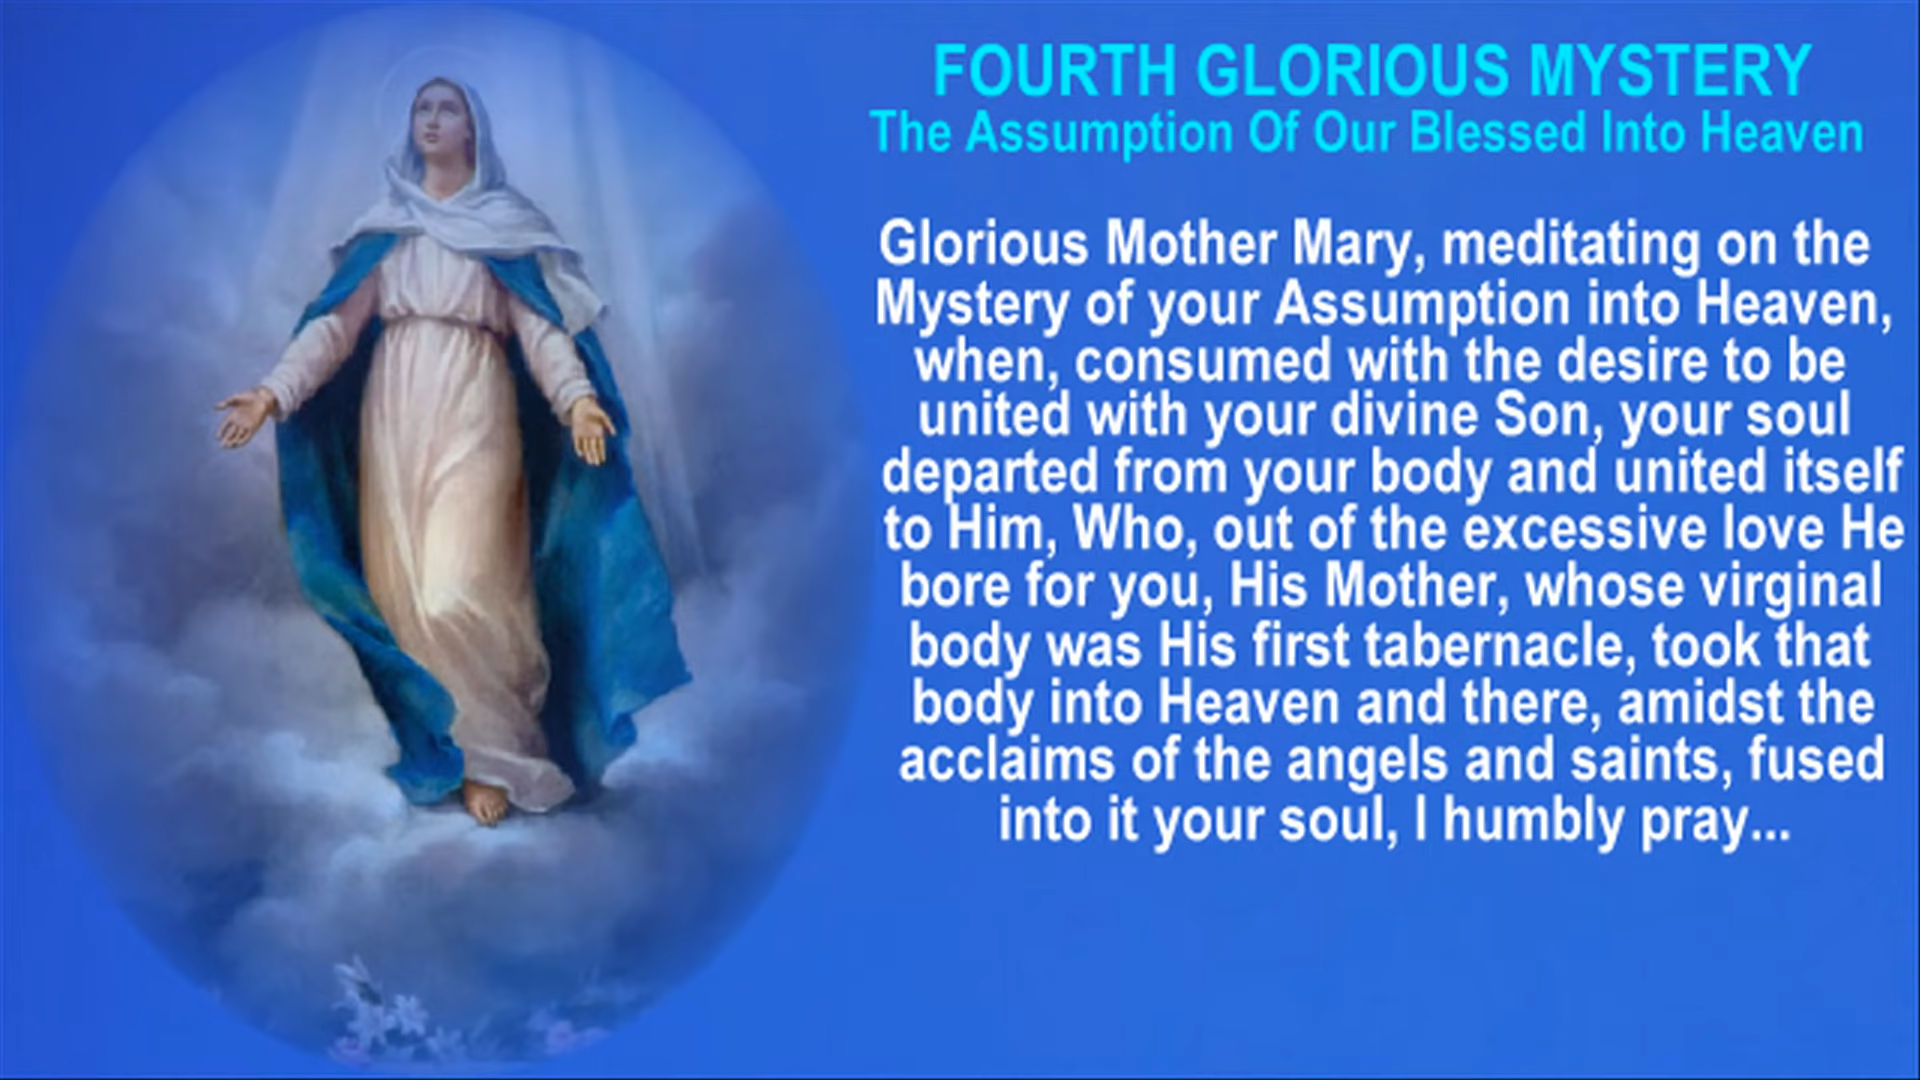 FOURTH GLORIOUS MYSTERY
The Assumption Of Our Blessed Into Heaven
Glorious Mother Mary, meditating on the
Mystery of your Assumption into Heaven,
when, consumed with the desire to be
united with your divine Son, your soul
departed from your body and united itself
to Him, Who, out of the excessive love He
bore for you, His Mother, whose virginal
body was His first tabernacle, took that
body into Heaven and there, amidst the
acclaims of the angels and saints, fused
into it your soul, I humbly pray...